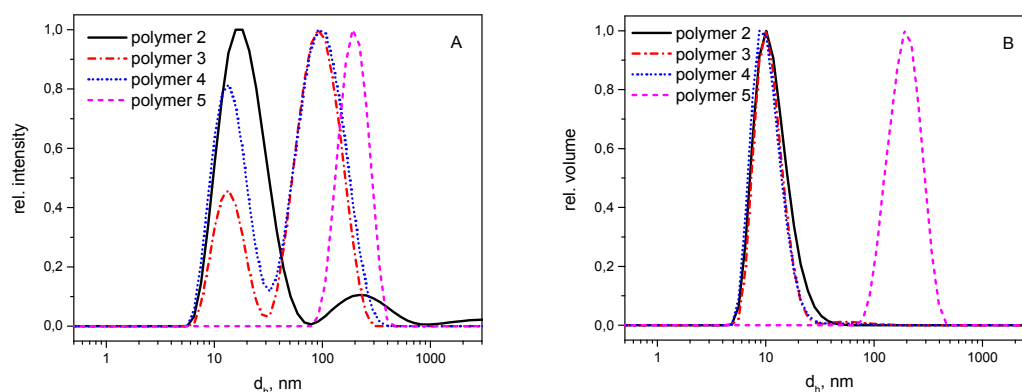 1,0
0,8
0,6
0,4
0,2
0,0
rel. intensity
polymer 2
polymer 3
polymer 4
polymer 5
A
1 10 100 1000
d_h, nm
1,0
0,8
0,6
0,4
0,2
0,0
rel. volume
polymer 2
polymer 3
polymer 4
polymer 5
B
1 10 100 1000
d_h, nm